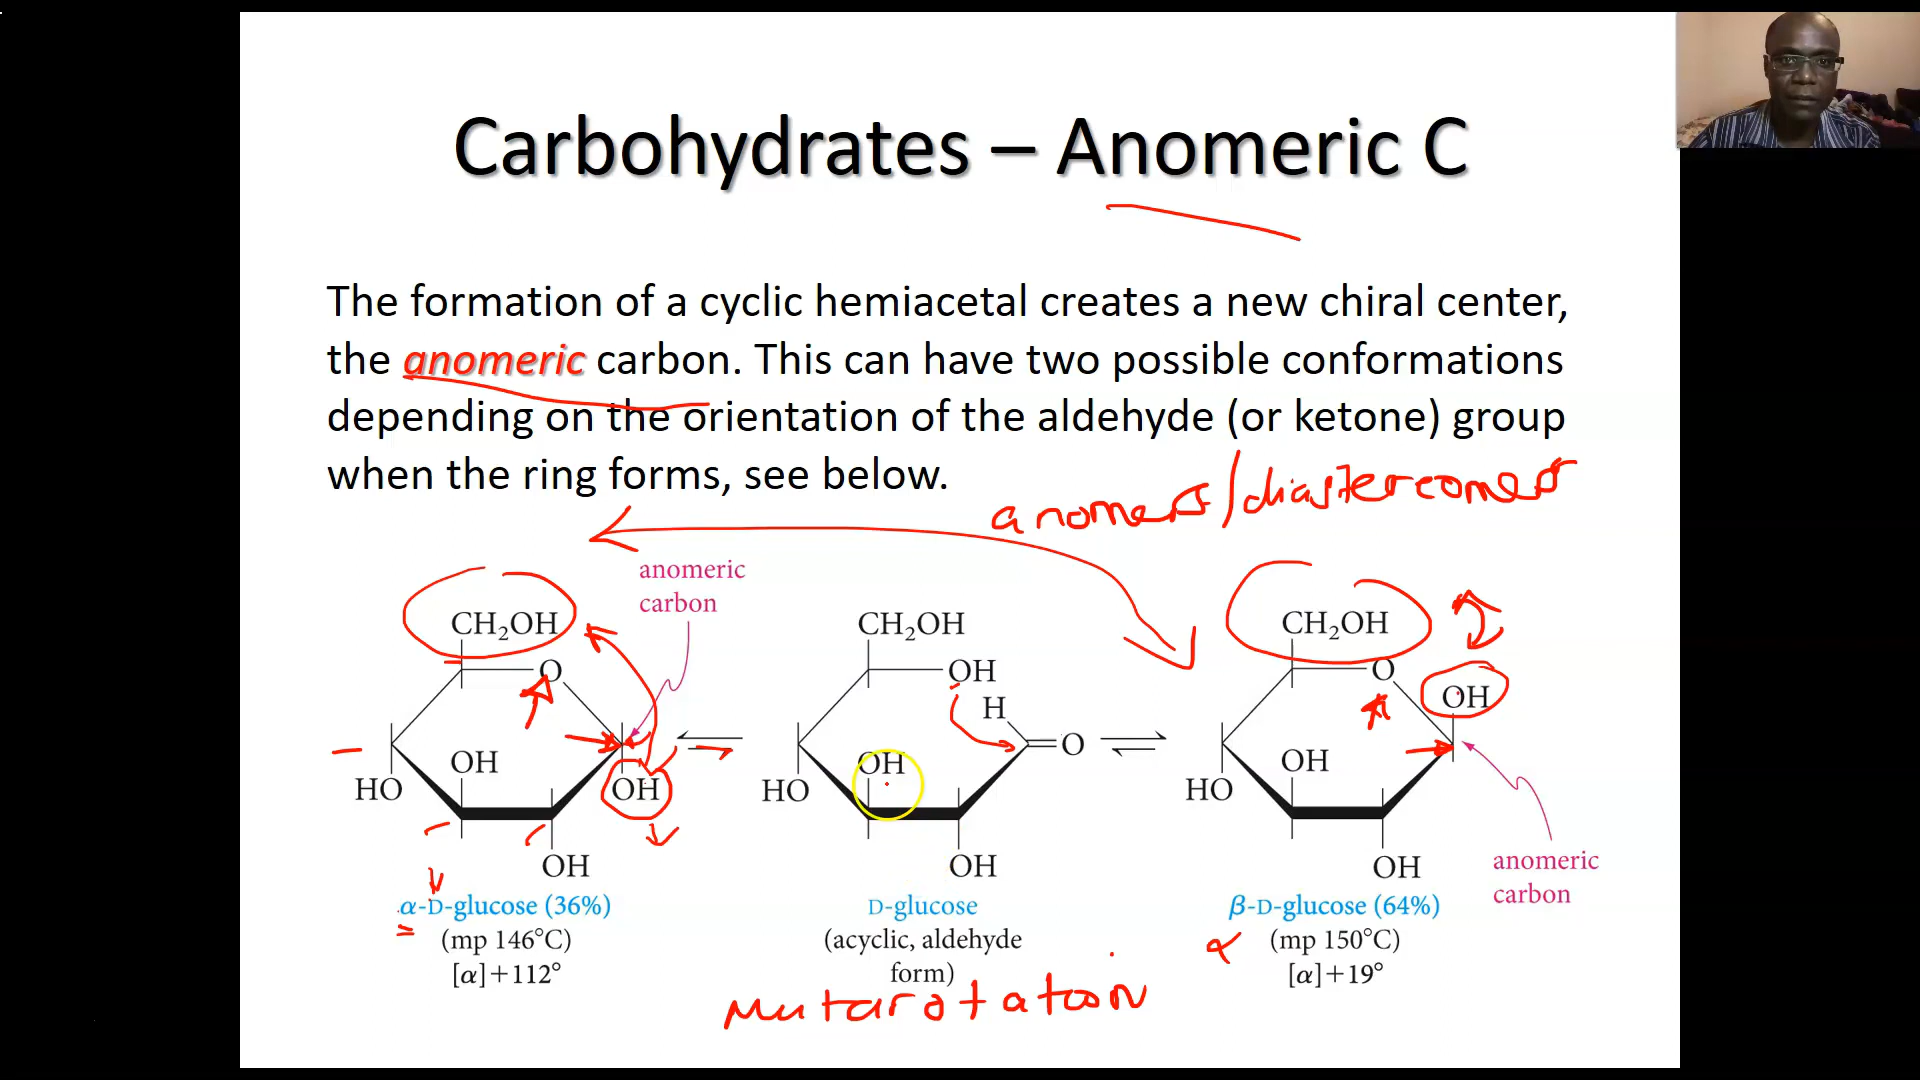 Carbohydrates – Anomeric C
The formation of a cyclic hemiacetal creates a new chiral center,
the anomeric carbon. This can have two possible conformations
depending on the orientation of the aldehyde (or ketone) group
when the ring forms, see below.
anomers/diastereomers
anomeric
carbon
CH₂OH
O
HO
OH
OH
OH
α-D-glucose (36%)
(mp 146°C)
[α]+112°
CH₂OH
OH
H
O
HO
OH
OH
D-glucose
(acyclic, aldehyde
form)
CH₂OH
O
OH
HO
OH
OH
anomeric
carbon
β-D-glucose (64%)
(mp 150°C)
[α]+19°
mutarotation